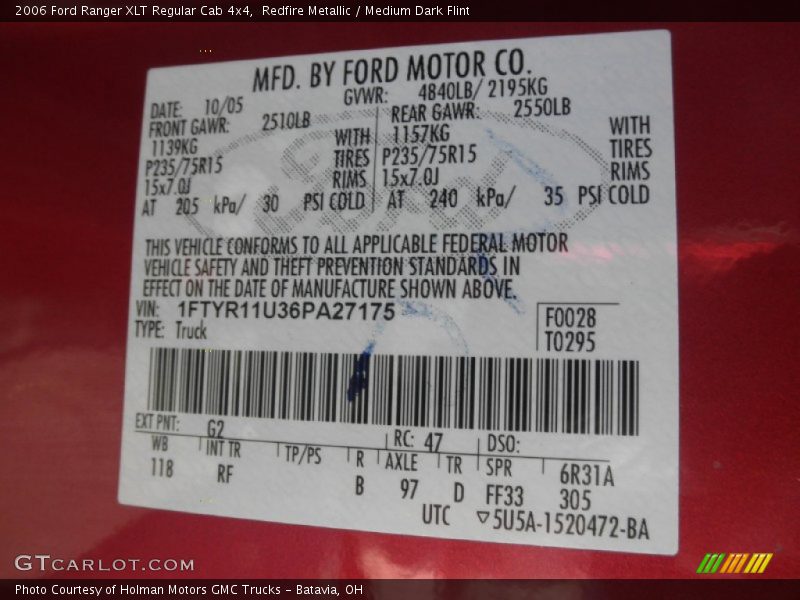 2006 Ford Ranger XLT Regular Cab 4x4, Redfire Metallic / Medium Dark Flint
MFD. BY FORD MOTOR CO.
DATE: 10/05 GVWR: 4840LB/ 2195KG
FRONT GAWR: 2510LB REAR GAWR: 2550LB
1139KG WITH 1157KG WITH
P235/75R15 TIRES P235/75R15 TIRES
15x7.0J RIMS 15x7.0J RIMS
AT 205 kPa/ 30 PSI COLD AT 240 kPa/ 35 PSI COLD
Ford
THIS VEHICLE CONFORMS TO ALL APPLICABLE FEDERAL MOTOR
VEHICLE SAFETY AND THEFT PREVENTION STANDARDS IN
EFFECT ON THE DATE OF MANUFACTURE SHOWN ABOVE.
VIN: 1FTYR11U36PA27175
TYPE: Truck
F0028
T0295
EXT PNT: G2 RC: 47 DSO:
WB INT TR TP/PS R AXLE TR SPR 6R31A
118 RF B 97 D FF33 305
UTC ▽5U5A-1520472-BA
GTCARLOT.COM
Photo Courtesy of Holman Motors GMC Trucks – Batavia, OH